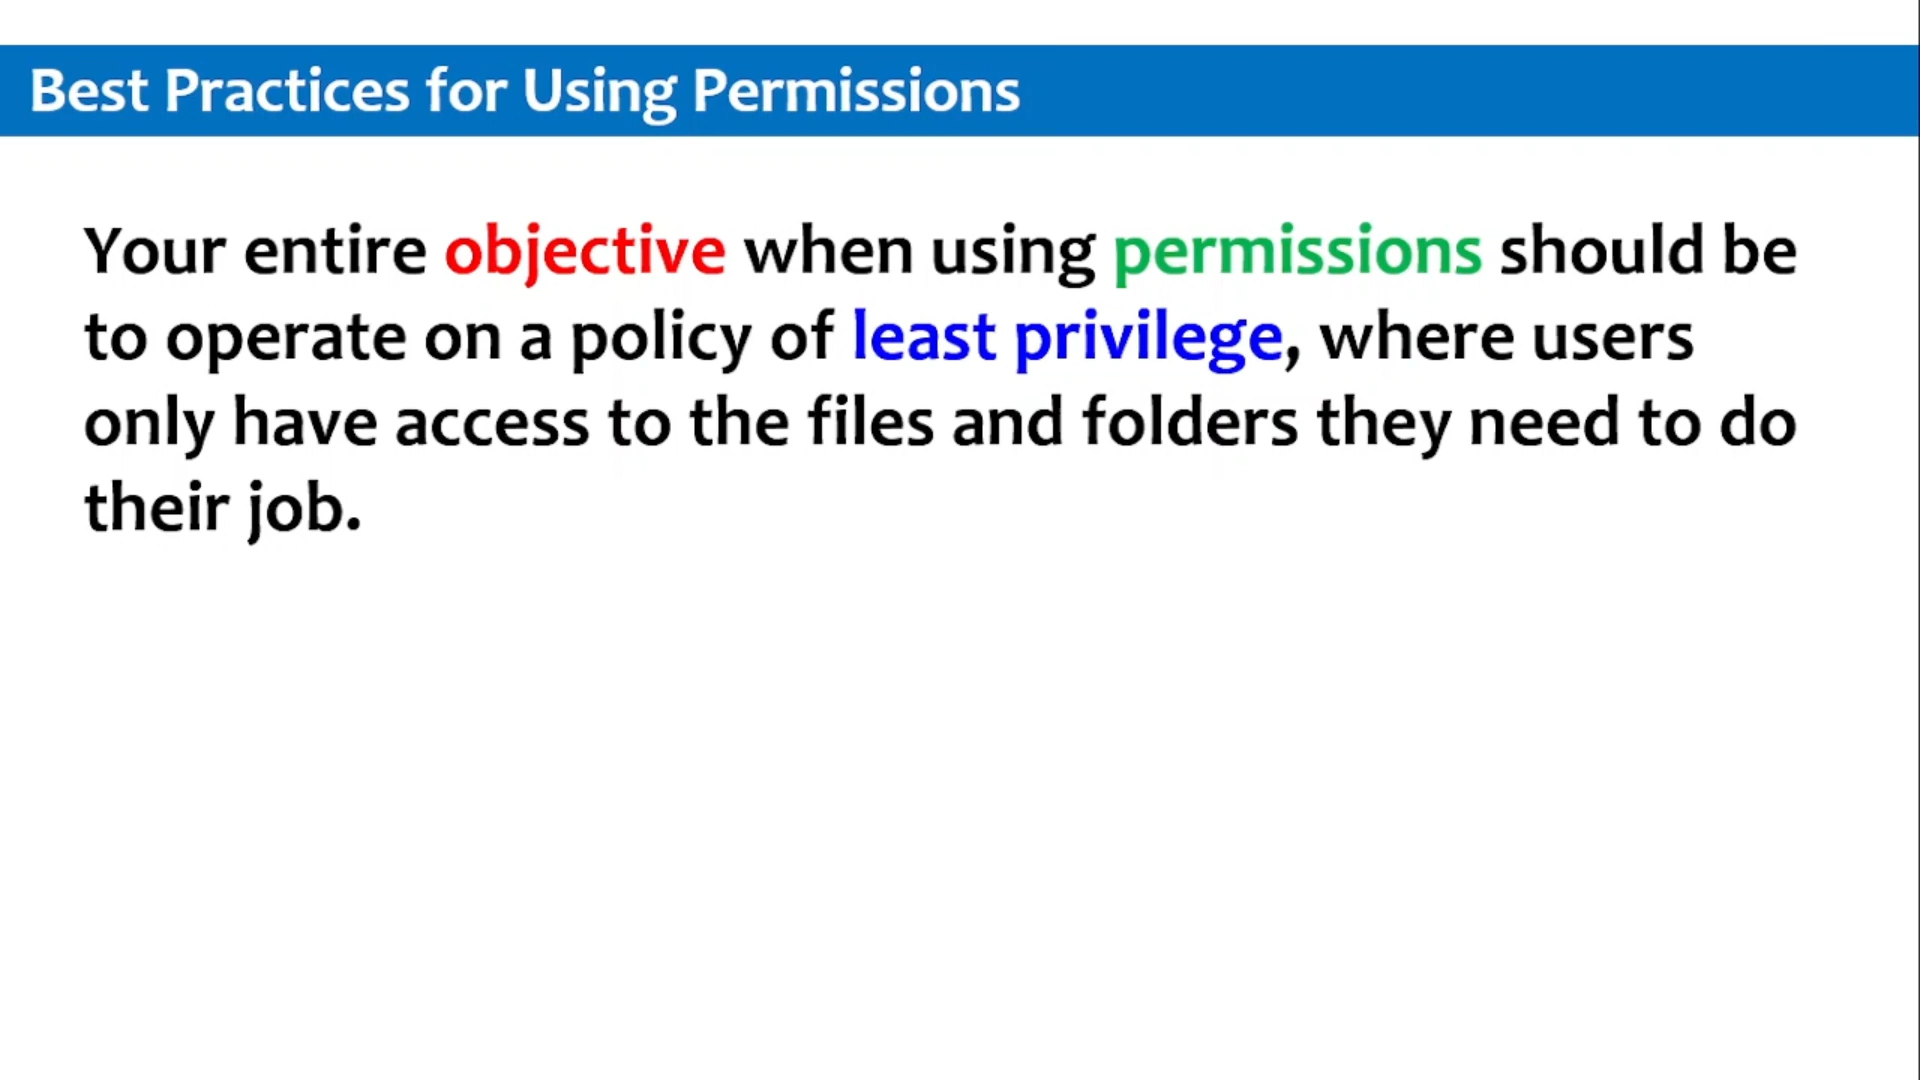 Best Practices for Using Permissions
Your entire objective when using permissions should be
to operate on a policy of least privilege, where users
only have access to the files and folders they need to do
their job.